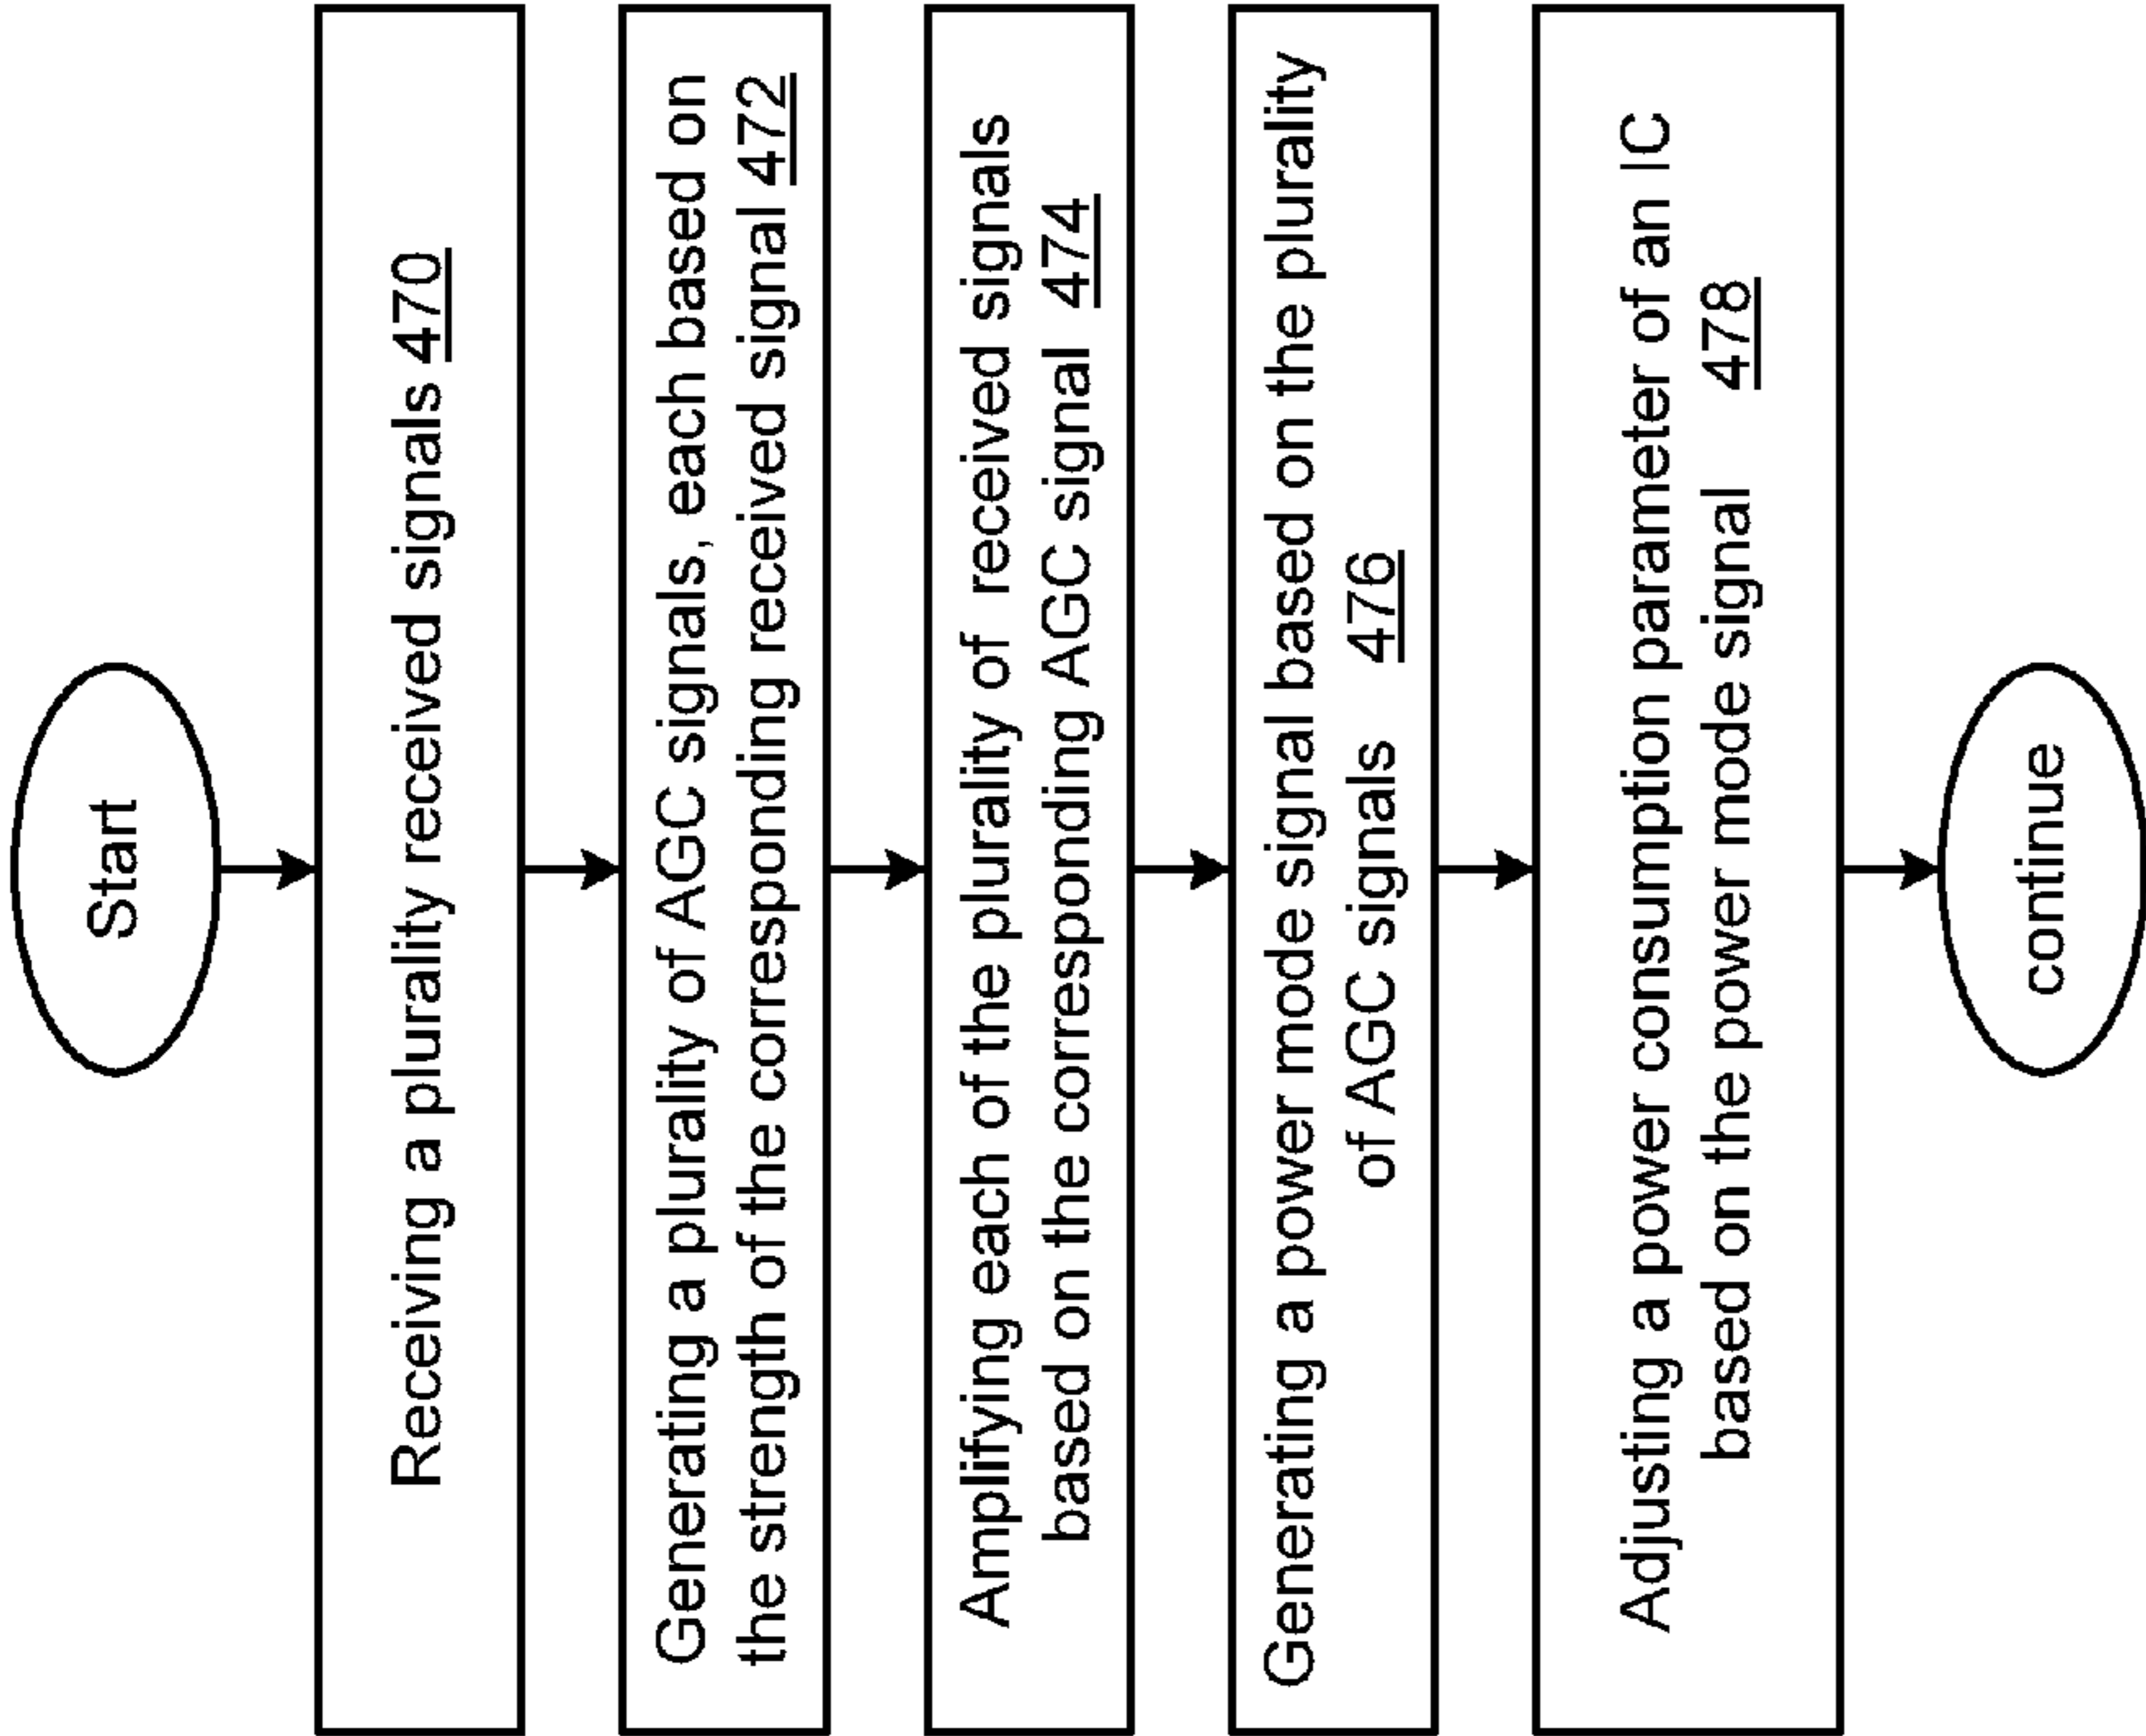 Start
Receiving a plurality received signals 470
Generating a plurality of AGC signals, each based on
the strength of the corresponding received signal 472
Amplifying each of the plurality of received signals
based on the corresponding AGC signal 474
Generating a power mode signal based on the plurality
of AGC signals 476
Adjusting a power consumption parameter of an IC
based on the power mode signal 478
continue